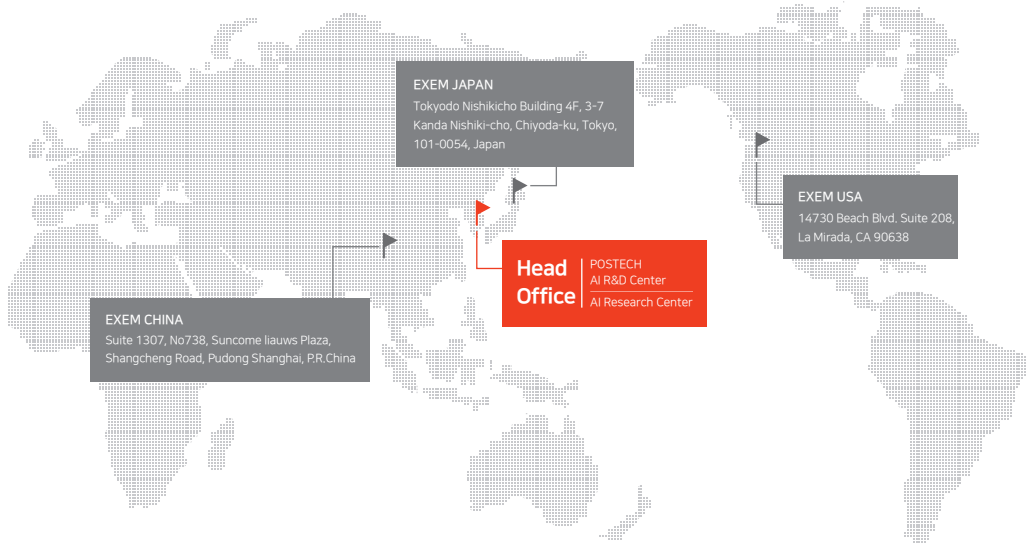 EXEM JAPAN
Tokyodo Nishikicho Building 4F, 3-7
Kanda Nishiki-cho, Chiyoda-ku, Tokyo,
101-0054, Japan
EXEM USA
14730 Beach Blvd. Suite 208,
La Mirada, CA 90638
Head
Office
POSTECH
AI R&D Center
AI Research Center
EXEM CHINA
Suite 1307, No738, Suncome liauws Plaza,
Shangcheng Road, Pudong Shanghai, P.R.China